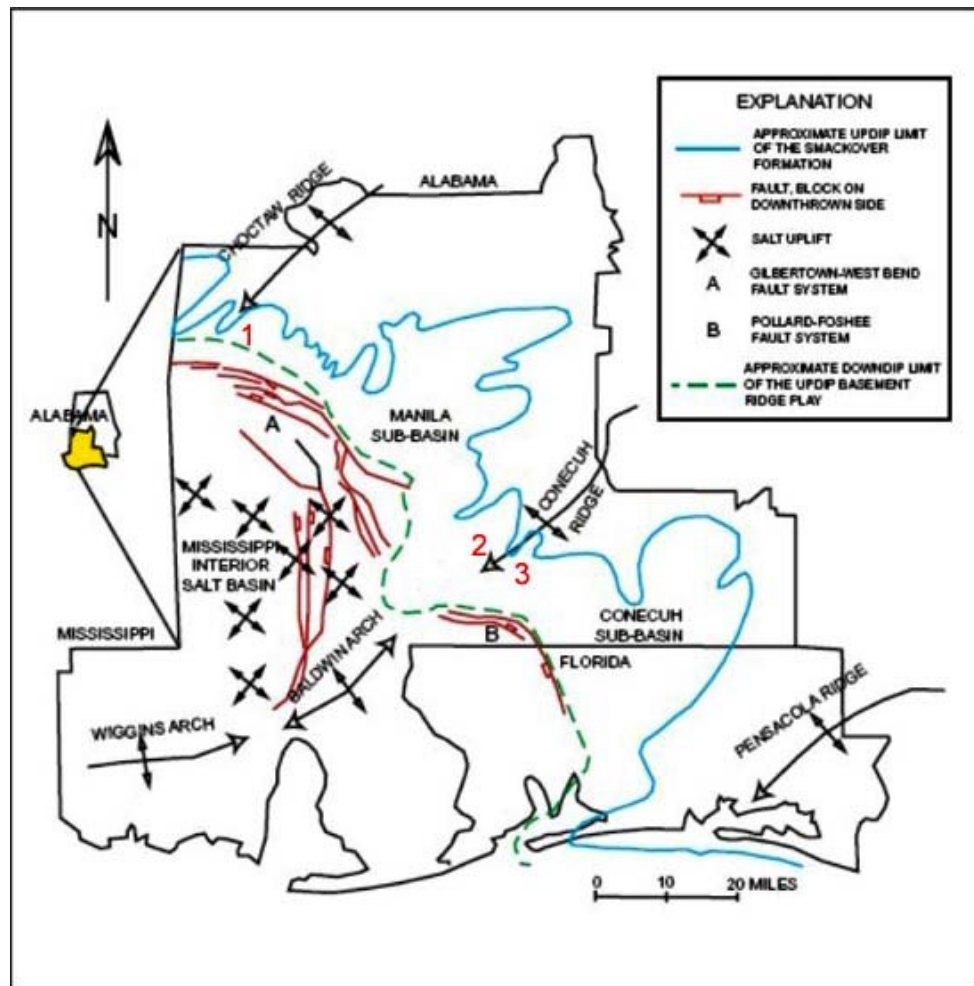 EXPLANATION
APPROXIMATE UPDIP LIMIT
OF THE SMACKOVER
FORMATION
FAULT, BLOCK ON
DOWNTHROWN SIDE
SALT UPLIFT
A
GILBERTOWN-WEST BEND
FAULT SYSTEM
B
POLLARD-FOSHEE
FAULT SYSTEM
APPROXIMATE DOWNDIP LIMIT
OF THE UPDIP BASEMENT
RIDGE PLAY
N
CHOCTAW RIDGE
ALABAMA
1
ALABAMA
A
MANILA
SUB-BASIN
CONECUH
RIDGE
2
3
MISSISSIPPI
INTERIOR
SALT BASIN
MISSISSIPPI
B
CONECUH
SUB-BASIN
FLORIDA
BALDWIN ARCH
WIGGINS ARCH
PENSACOLA RIDGE
0 10 20 MILES